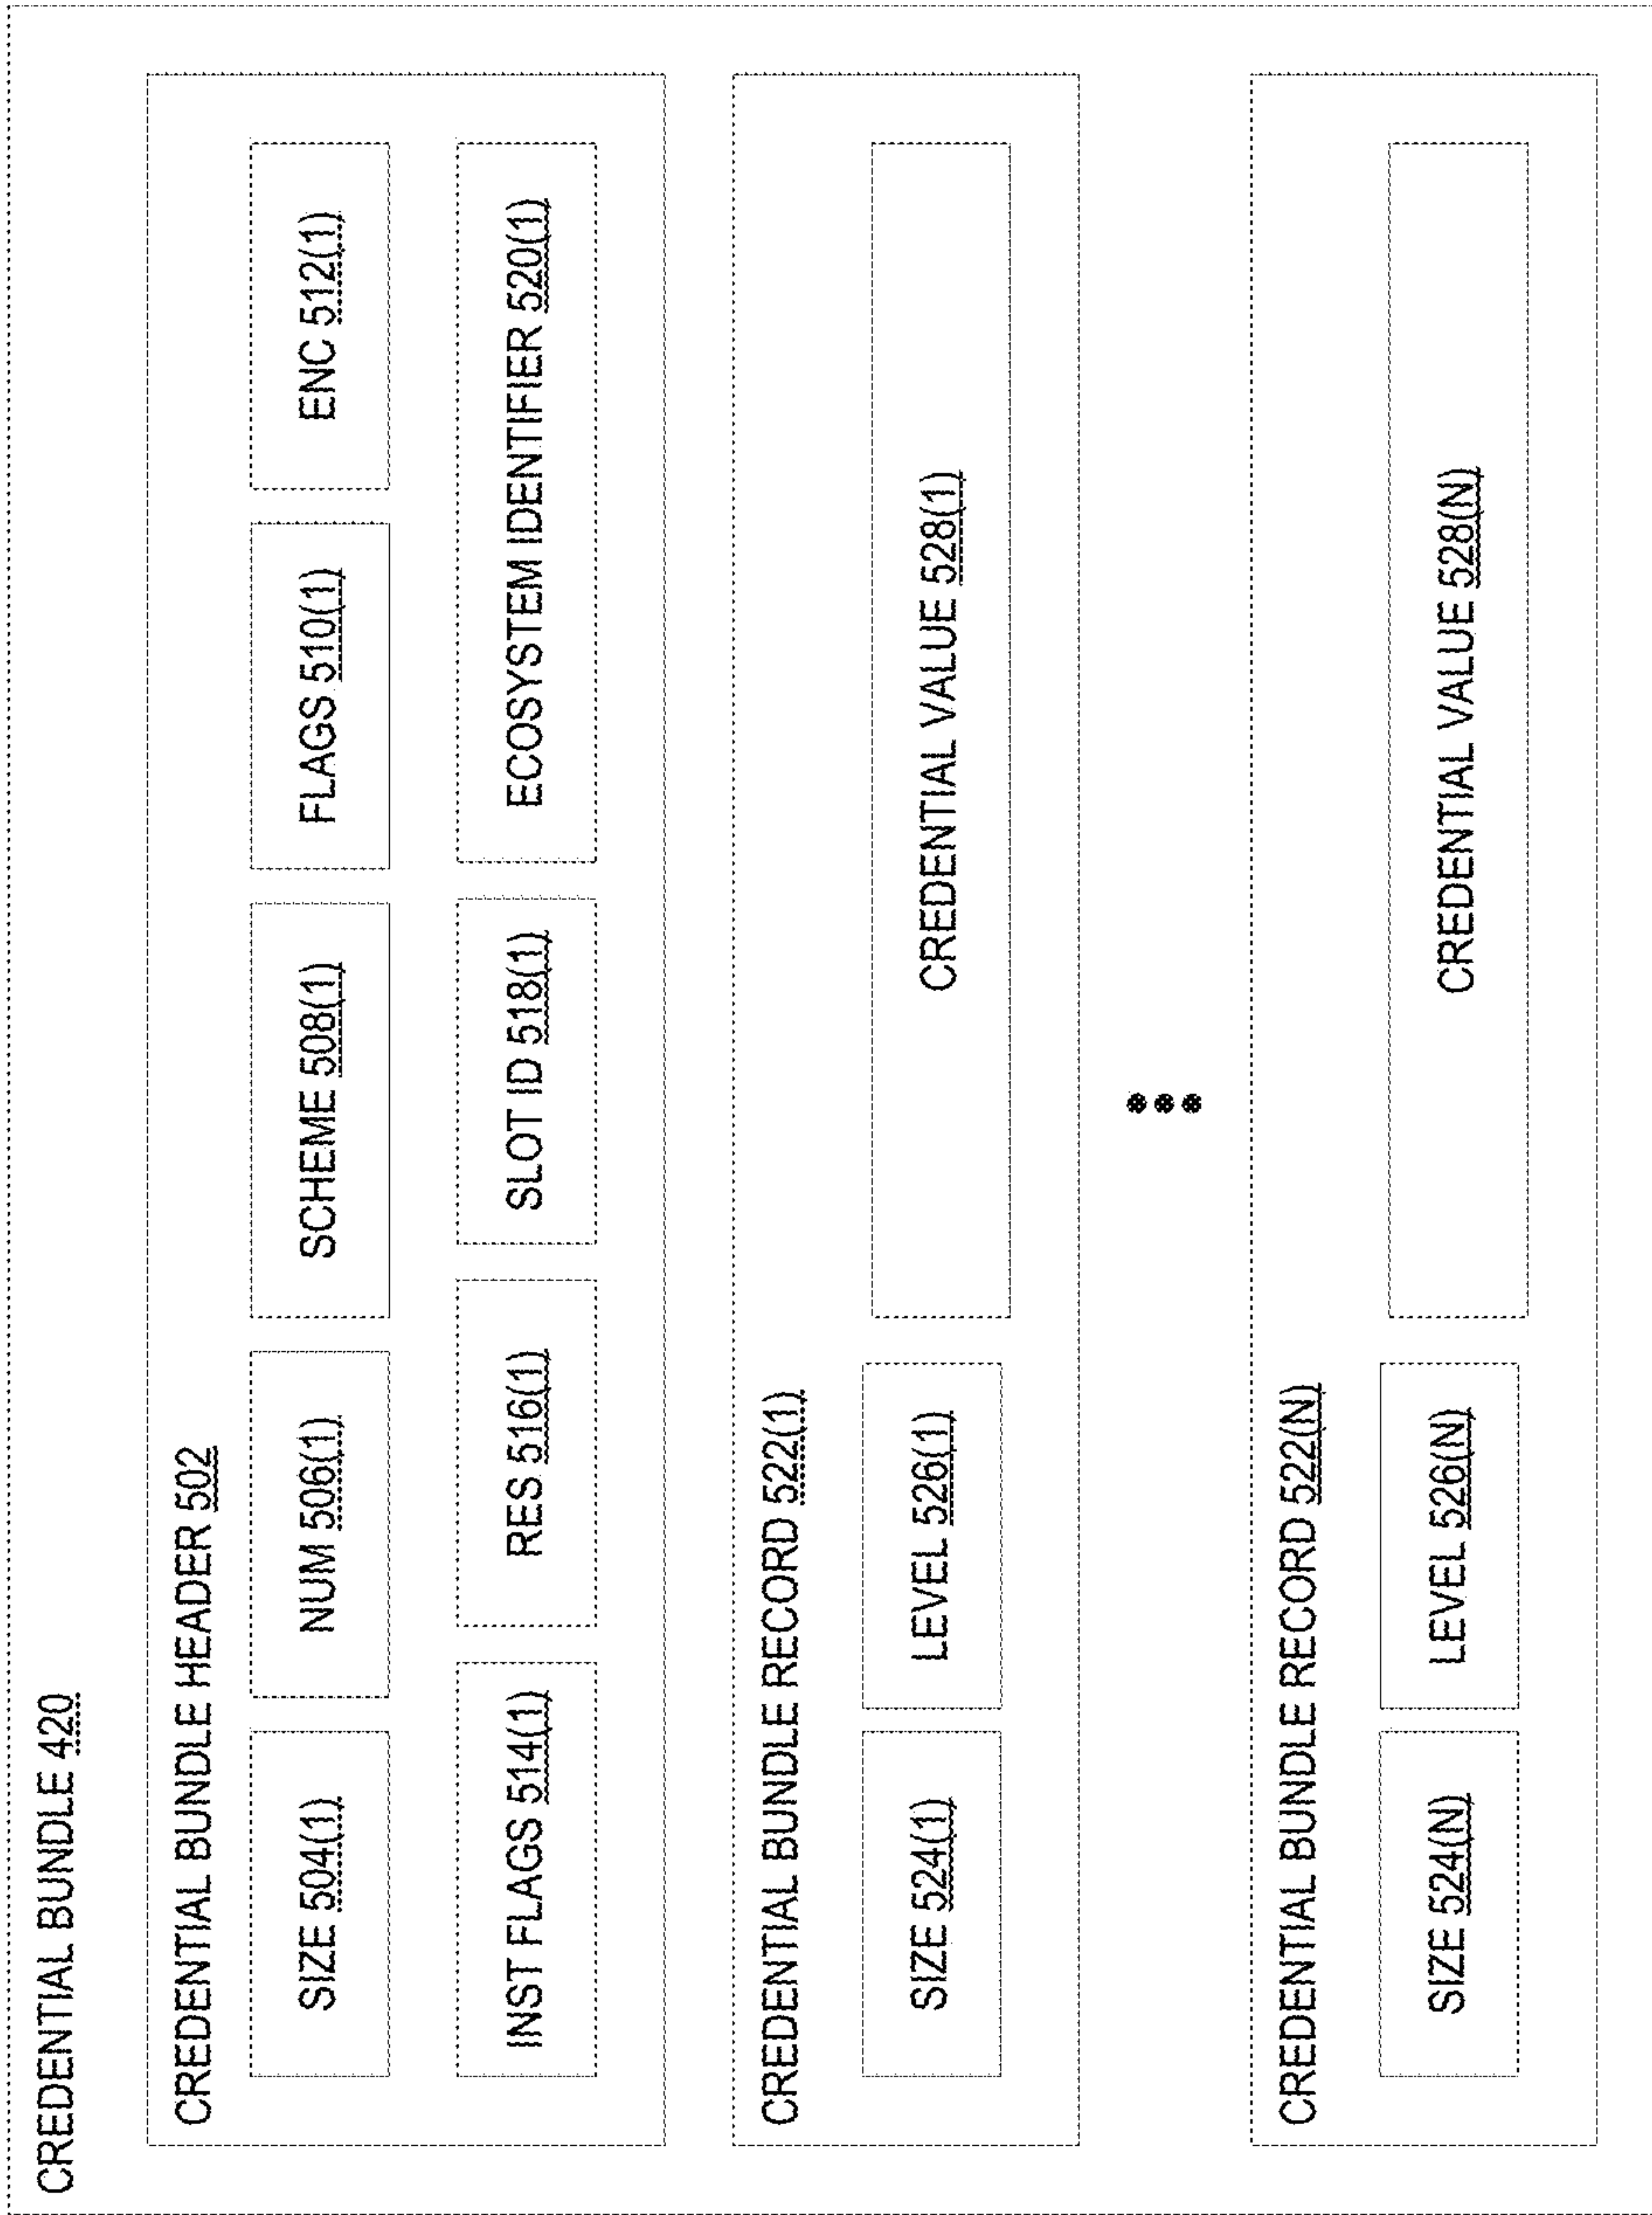 CREDENTIAL BUNDLE 420
CREDENTIAL BUNDLE HEADER 502
SIZE 504(1)
NUM 506(1)
SCHEME 508(1)
FLAGS 510(1)
ENC 512(1)
INST FLAGS 514(1)
RES 516(1)
SLOT ID 518(1)
ECOSYSTEM IDENTIFIER 520(1)
CREDENTIAL BUNDLE RECORD 522(1)
SIZE 524(1)
LEVEL 526(1)
CREDENTIAL VALUE 528(1)
CREDENTIAL BUNDLE RECORD 522(N)
SIZE 524(N)
LEVEL 526(N)
CREDENTIAL VALUE 528(N)